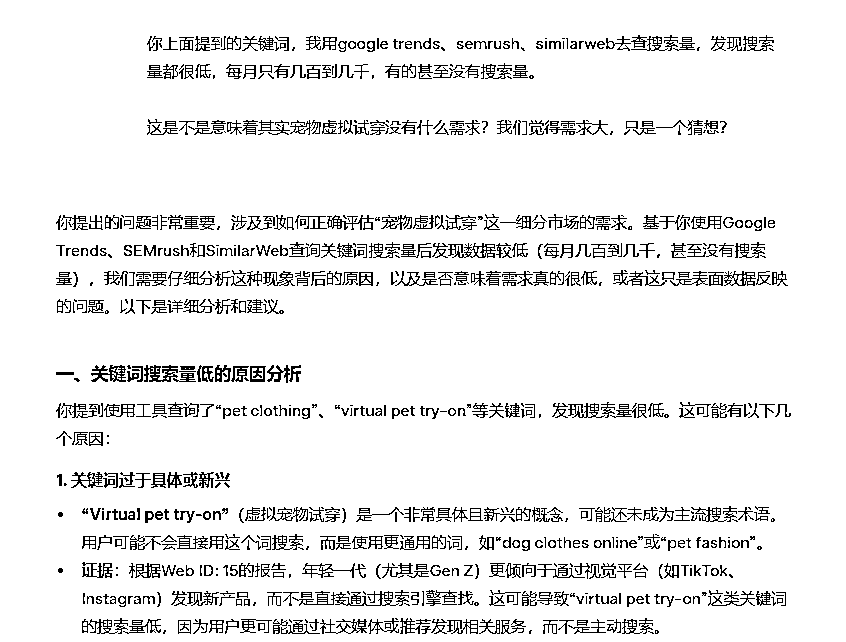 你上面提到的关键词，我用google trends、semrush、similarweb去查搜索量，发现搜索
量都很低，每月只有几百到几千，有的甚至没有搜索量。
这是不是意味着其实宠物虚拟试穿没有什么需求？我们觉得需求大，只是一个猜想？
你提出的问题非常重要，涉及到如何正确评估“宠物虚拟试穿”这一细分市场的需求。基于你使用Google
Trends、SEMrush和SimilarWeb查询关键词搜索量后发现数据较低（每月几百到几千，甚至没有搜索
量），我们需要仔细分析这种现象背后的原因，以及是否意味着需求真的很低，或者这只是表面数据反映
的问题。以下是详细分析和建议。
一、关键词搜索量低的原因分析
你提到使用工具查询了“pet clothing”、“virtual pet try-on”等关键词，发现搜索量很低。这可能有以下几
个原因：
1. 关键词过于具体或新兴
• “Virtual pet try-on”（虚拟宠物试穿）是一个非常具体且新兴的概念，可能还未成为主流搜索术语。
用户可能不会直接用这个词搜索，而是使用更通用的词，如“dog clothes online”或“pet fashion”。
• 证据：根据Web ID: 15的报告，年轻一代（尤其是Gen Z）更倾向于通过视觉平台（如TikTok、
Instagram）发现新产品，而不是直接通过搜索引擎查找。这可能导致“virtual pet try-on”这类关键词
的搜索量低，因为用户更可能通过社交媒体或推荐发现相关服务，而不是主动搜索。